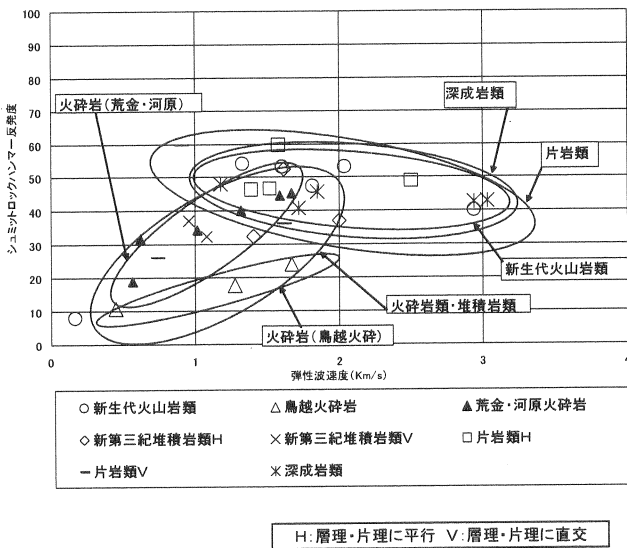 100
90
80
70
60
50
40
30
20
10
0
シュミットロックハンマー反発度
火砕岩(荒金・河原)
深成岩類
片岩類
新生代火山岩類
火砕岩類・堆積岩類
火砕岩(鳥越火砕)
0 1 2 3 4
弾性波速度(Km/s)
○ 新生代火山岩類 △ 鳥越火砕岩 ▲ 荒金・河原火砕岩
◇ 新第三紀堆積岩類H × 新第三紀堆積岩類V □ 片岩類H
− 片岩類V ＊ 深成岩類
H:層理・片理に平行 V:層理・片理に直交